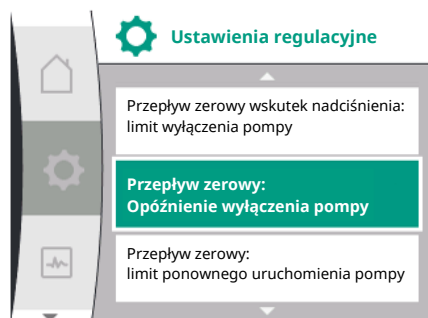 Ustawienia regulacyjne
Przepływ zerowy wskutek nadciśnienia:
limit wyłączenia pompy
Przepływ zerowy:
Opóźnienie wyłączenia pompy
Przepływ zerowy:
limit ponownego uruchomienia pompy